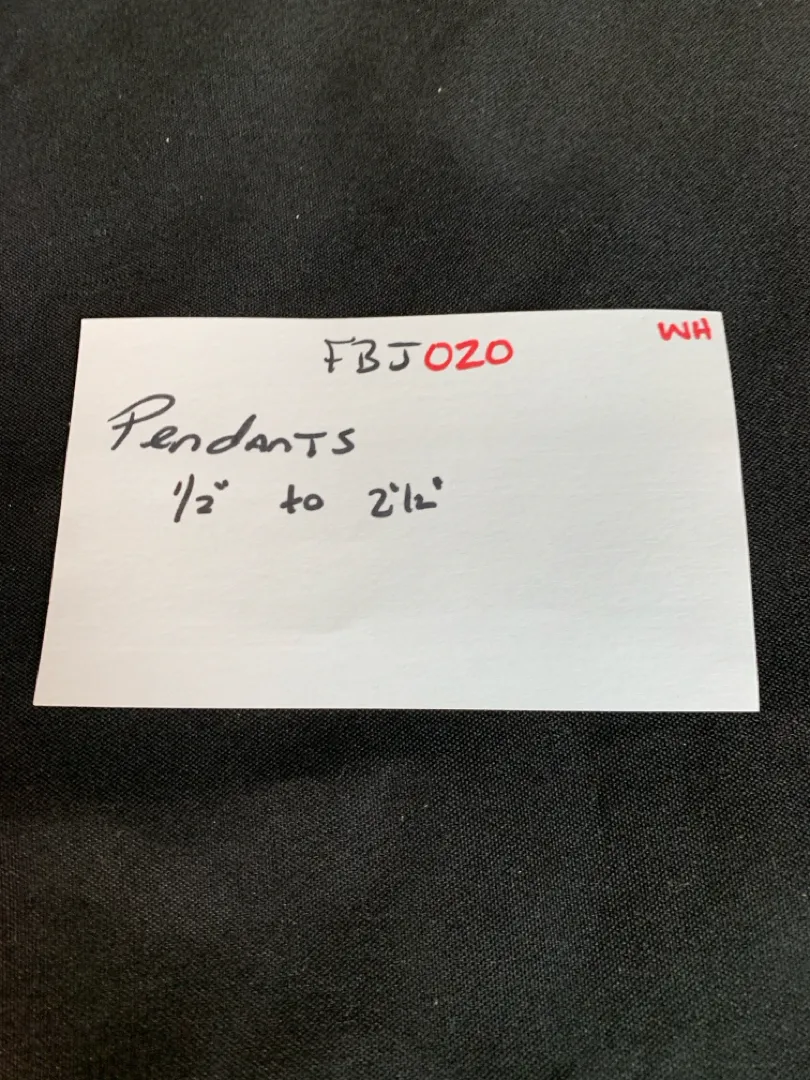 WH
FBJ020
Pendants
1/2" to 2 1/2"